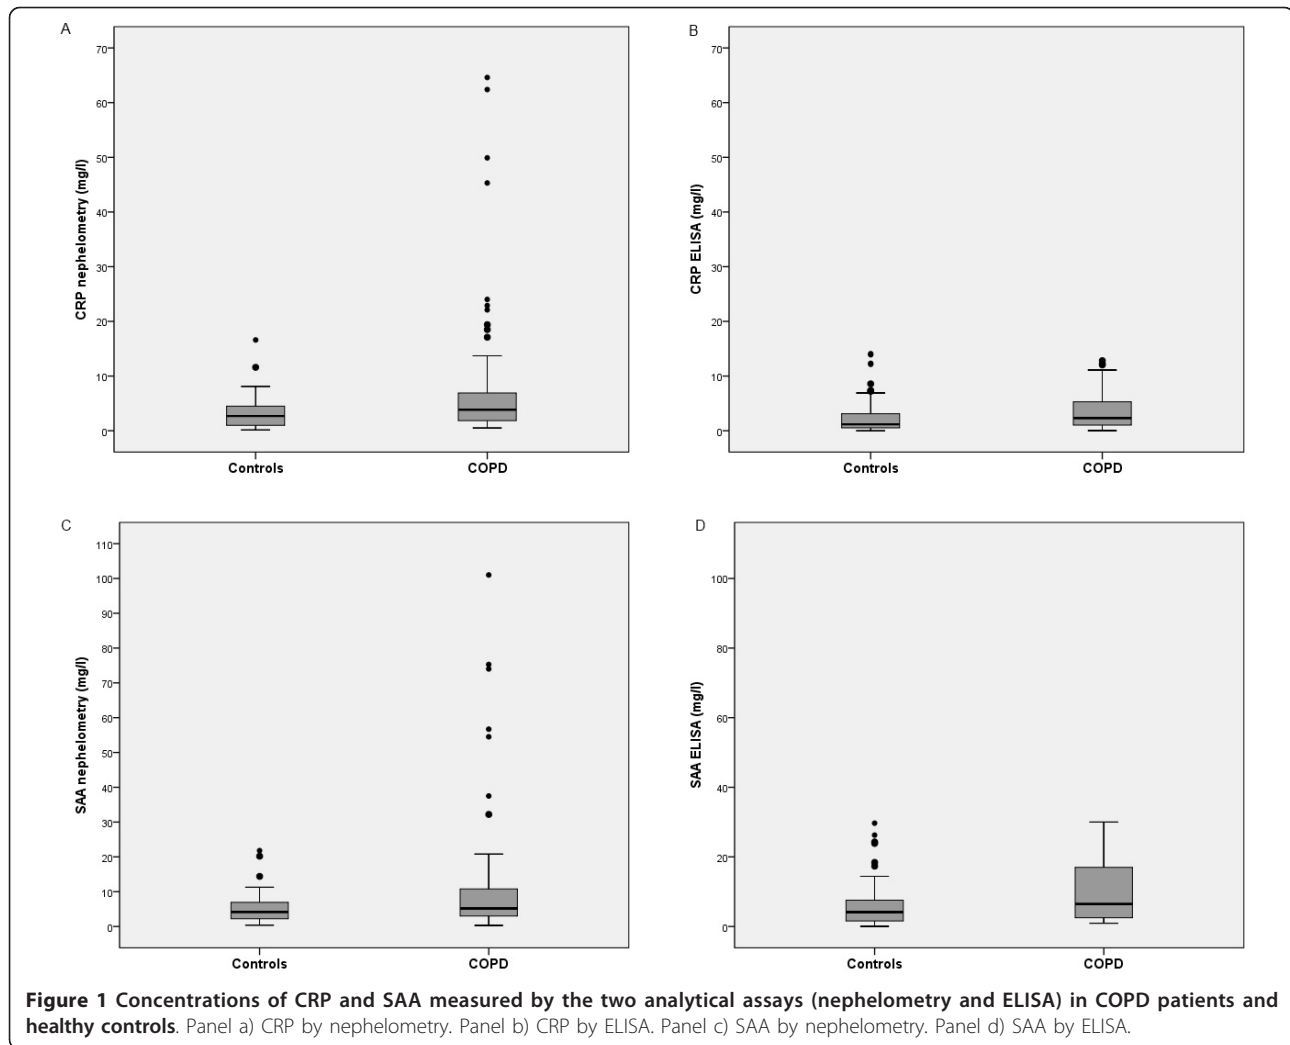 A
70
60
50
40
30
20
10
0
CRP nephelometry (mg/l)
Controls
COPD
B
70
60
50
40
30
20
10
0
CRP ELISA (mg/l)
Controls
COPD
C
110
100
90
80
70
60
50
40
30
20
10
0
SAA nephelometry (mg/l)
Controls
COPD
D
100
80
60
40
20
0
SAA ELISA (mg/l)
Controls
COPD
Figure 1 Concentrations of CRP and SAA measured by the two analytical assays (nephelometry and ELISA) in COPD patients and
healthy controls. Panel a) CRP by nephelometry. Panel b) CRP by ELISA. Panel c) SAA by nephelometry. Panel d) SAA by ELISA.